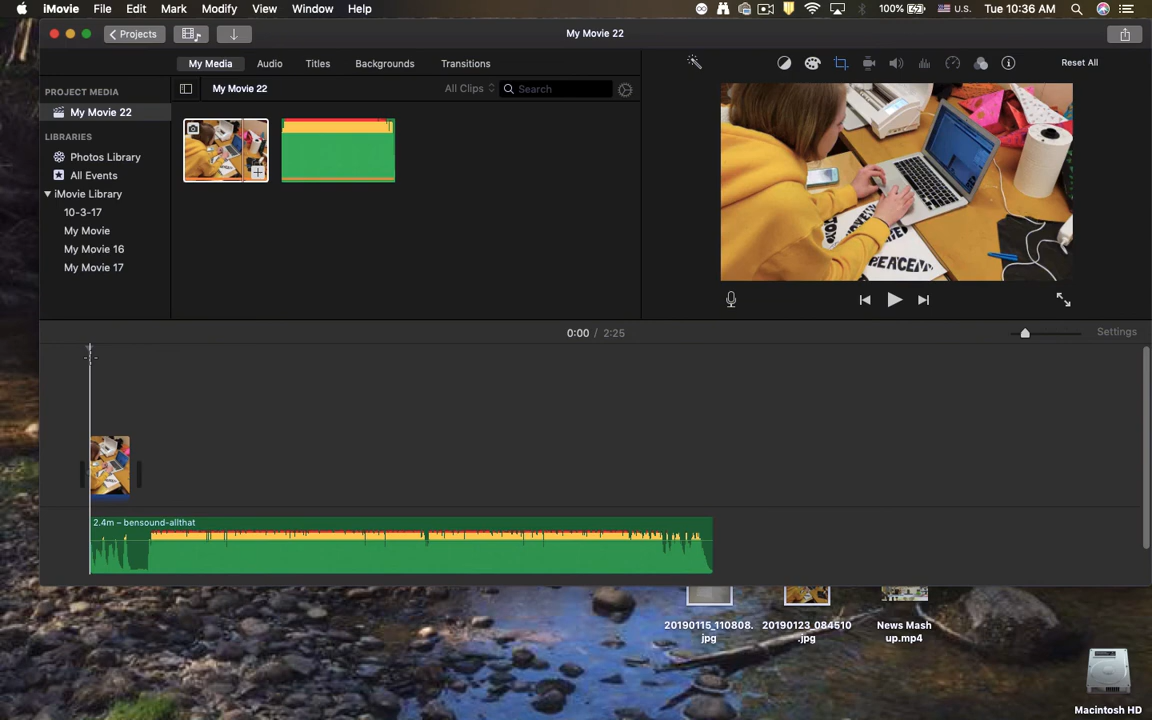 iMovie File Edit Mark Modify View Window Help 100% U.S. Tue 10:36 AM
Projects My Movie 22
My Media Audio Titles Backgrounds Transitions Reset All
PROJECT MEDIA My Movie 22 All Clips Search
My Movie 22
LIBRARIES
Photos Library
All Events
iMovie Library
10-3-17
My Movie
My Movie 16
My Movie 17
PEACE
0:00 / 2:25 Settings
2.4m – bensound-allthat
20190115_110808.jpg
20190123_084510.jpg
News Mash up.mp4
Macintosh HD